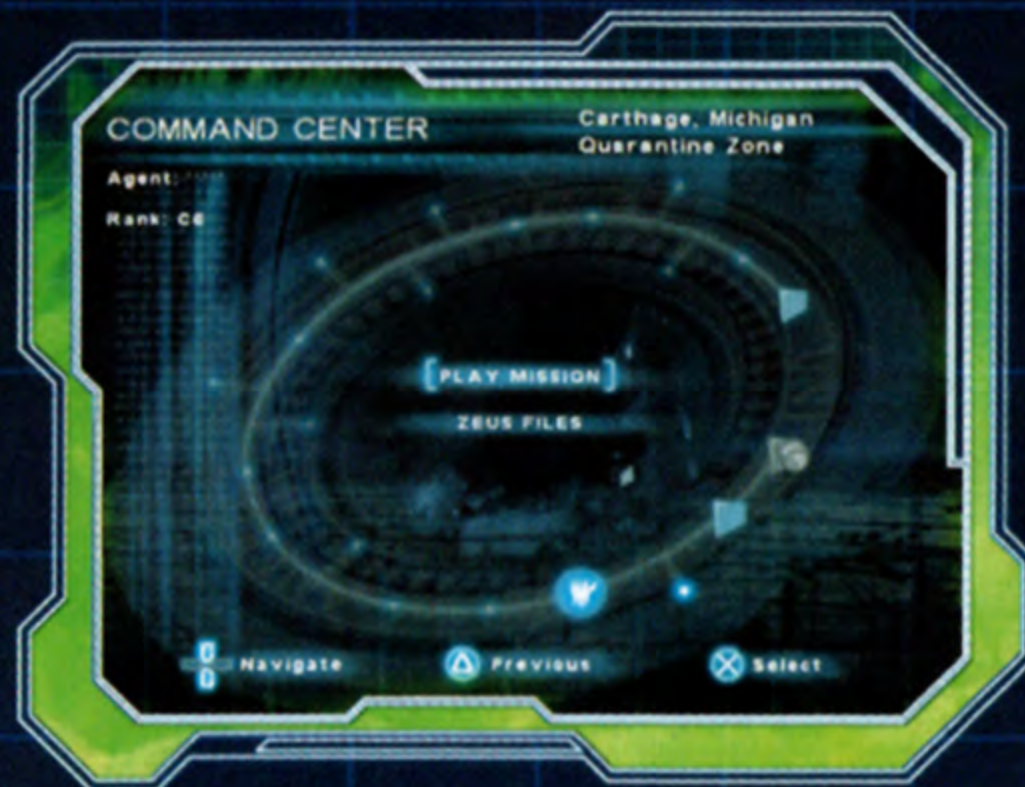 COMMAND CENTER
Carthage, Michigan
Quarantine Zone
Agent:
Rank: C6
[PLAY MISSION]
ZEUS FILES
Navigate
Previous
Select